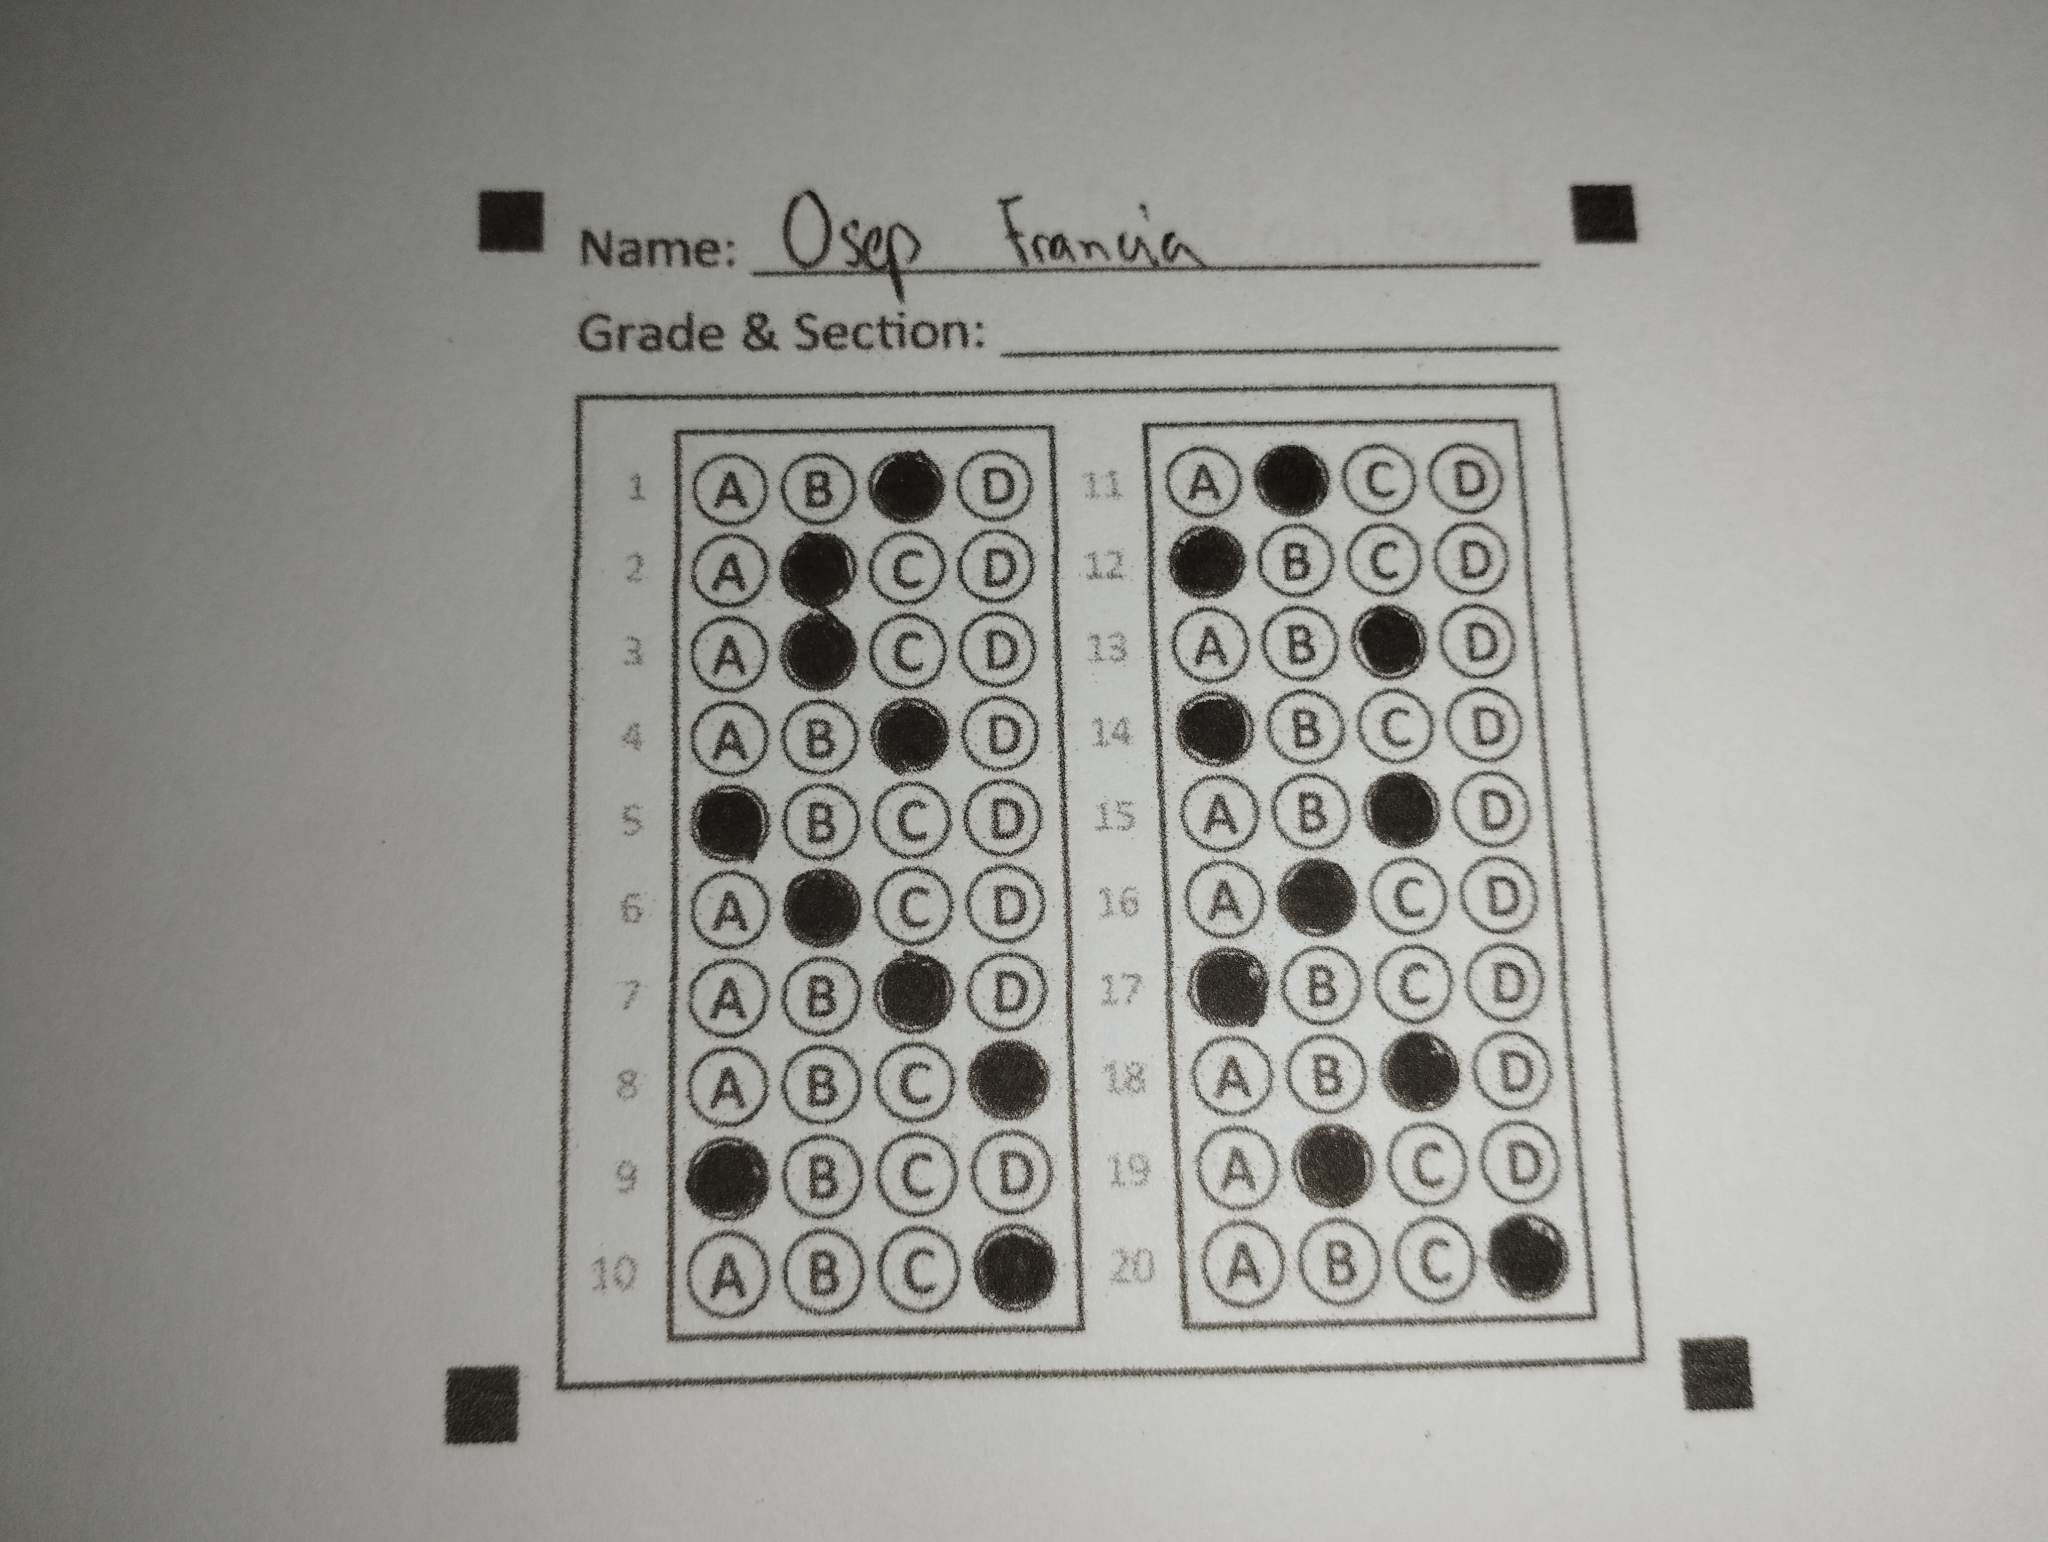 Name: Osep Francia
Grade & Section:
1 A B D 11 A C D
2 A C D 12 B C D
3 A C D 13 A B D
4 A B D 14 B C D
5 B C D 15 A B D
6 A C D 16 A C D
7 A B D 17 B C D
8 A B C 18 A B D
9 B C D 19 A C D
10 A B C 20 A B C